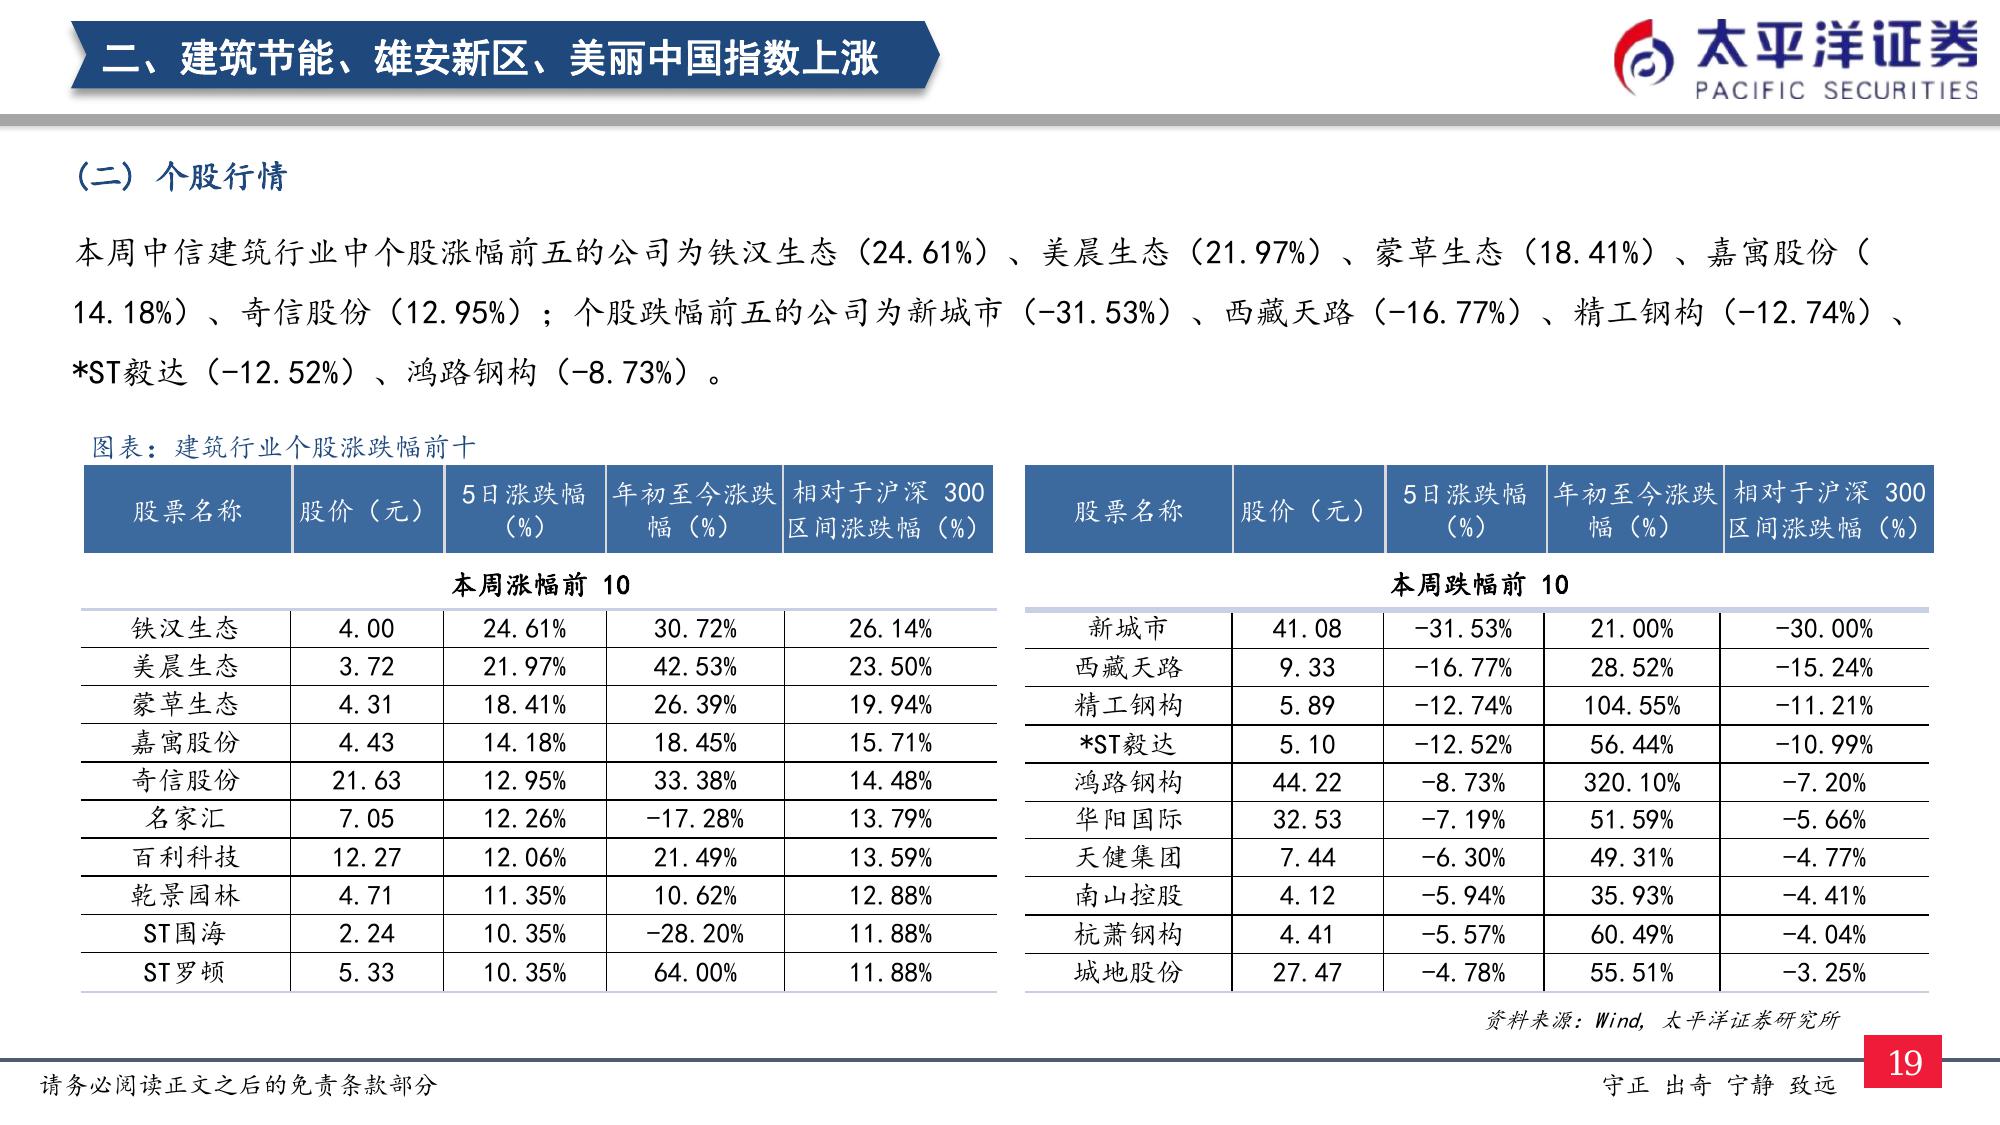 二、建筑节能、雄安新区、美丽中国指数上涨
太平洋证券
PACIFIC SECURITIES
(二) 个股行情
本周中信建筑行业中个股涨幅前五的公司为铁汉生态（24.61%）、美晨生态（21.97%）、蒙草生态（18.41%）、嘉寓股份（
14.18%）、奇信股份（12.95%）；个股跌幅前五的公司为新城市（-31.53%）、西藏天路（-16.77%）、精工钢构（-12.74%）、
*ST毅达（-12.52%）、鸿路钢构（-8.73%）。
图表：建筑行业个股涨跌幅前十
股票名称 股价（元） 5日涨跌幅（%） 年初至今涨跌幅（%） 相对于沪深 300 区间涨跌幅（%）
本周涨幅前 10
铁汉生态 4.00 24.61% 30.72% 26.14%
美晨生态 3.72 21.97% 42.53% 23.50%
蒙草生态 4.31 18.41% 26.39% 19.94%
嘉寓股份 4.43 14.18% 18.45% 15.71%
奇信股份 21.63 12.95% 33.38% 14.48%
名家汇 7.05 12.26% -17.28% 13.79%
百利科技 12.27 12.06% 21.49% 13.59%
乾景园林 4.71 11.35% 10.62% 12.88%
ST围海 2.24 10.35% -28.20% 11.88%
ST罗顿 5.33 10.35% 64.00% 11.88%
股票名称 股价（元） 5日涨跌幅（%） 年初至今涨跌幅（%） 相对于沪深 300 区间涨跌幅（%）
本周跌幅前 10
新城市 41.08 -31.53% 21.00% -30.00%
西藏天路 9.33 -16.77% 28.52% -15.24%
精工钢构 5.89 -12.74% 104.55% -11.21%
*ST毅达 5.10 -12.52% 56.44% -10.99%
鸿路钢构 44.22 -8.73% 320.10% -7.20%
华阳国际 32.53 -7.19% 51.59% -5.66%
天健集团 7.44 -6.30% 49.31% -4.77%
南山控股 4.12 -5.94% 35.93% -4.41%
杭萧钢构 4.41 -5.57% 60.49% -4.04%
城地股份 27.47 -4.78% 55.51% -3.25%
资料来源：Wind, 太平洋证券研究所
请务必阅读正文之后的免责条款部分
守正 出奇 宁静 致远
19